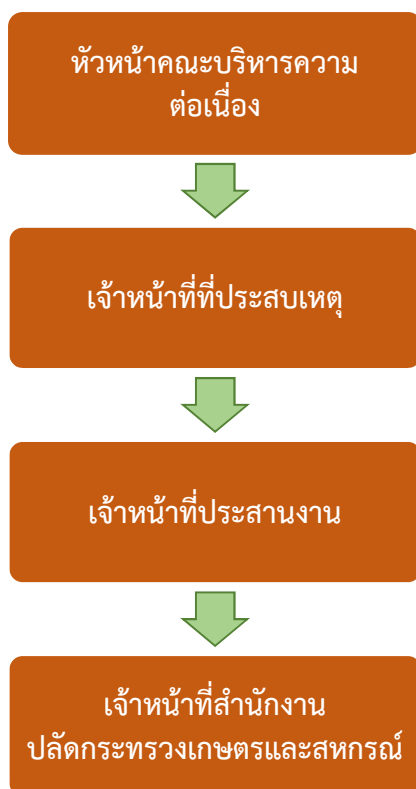 หัวหน้าคณะบริหารความ
ต่อเนื่อง
เจ้าหน้าที่ที่ประสบเหตุ
เจ้าหน้าที่ประสานงาน
เจ้าหน้าที่สำนักงาน
ปลัดกระทรวงเกษตรและสหกรณ์